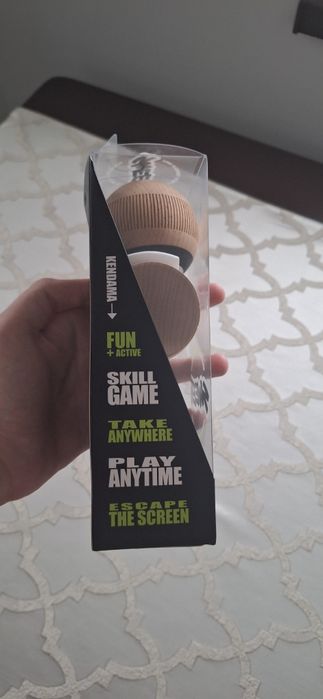 KENDAMA →
FUN
+ ACTIVE
SKILL
GAME
TAKE
ANYWHERE
PLAY
ANYTIME
ESCAPE
THE SCREEN